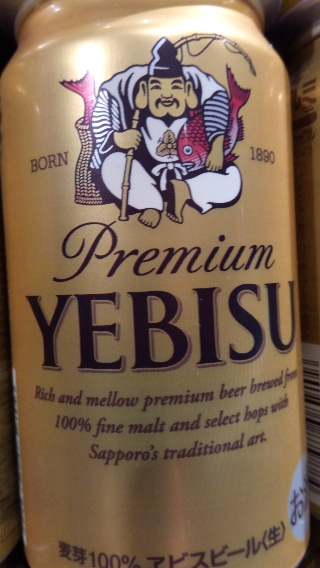 BORN 1890
Premium
YEBISU
Rich and mellow premium beer brewed from
100% fine malt and select hops with
Sapporo's traditional art.
お
麦芽100% ヱビスビール〈生〉